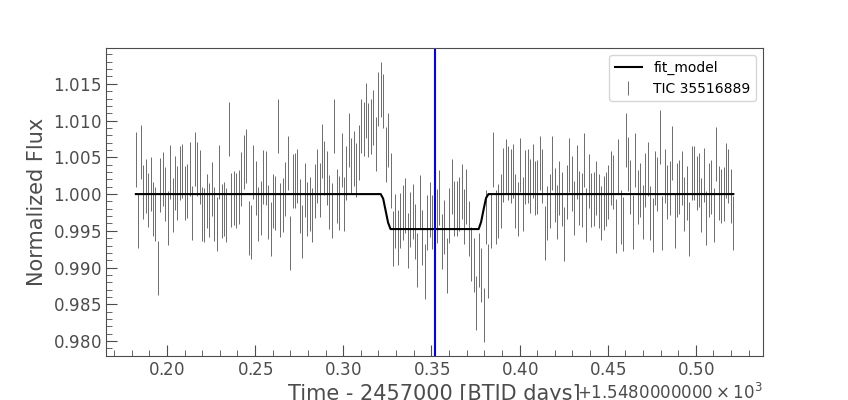 fit_model
TIC 35516889
Normalized Flux
1.015
1.010
1.005
1.000
0.995
0.990
0.985
0.980
0.20 0.25 0.30 0.35 0.40 0.45 0.50
Time - 2457000 [BTJD days]
+1.5480000000 × 10³